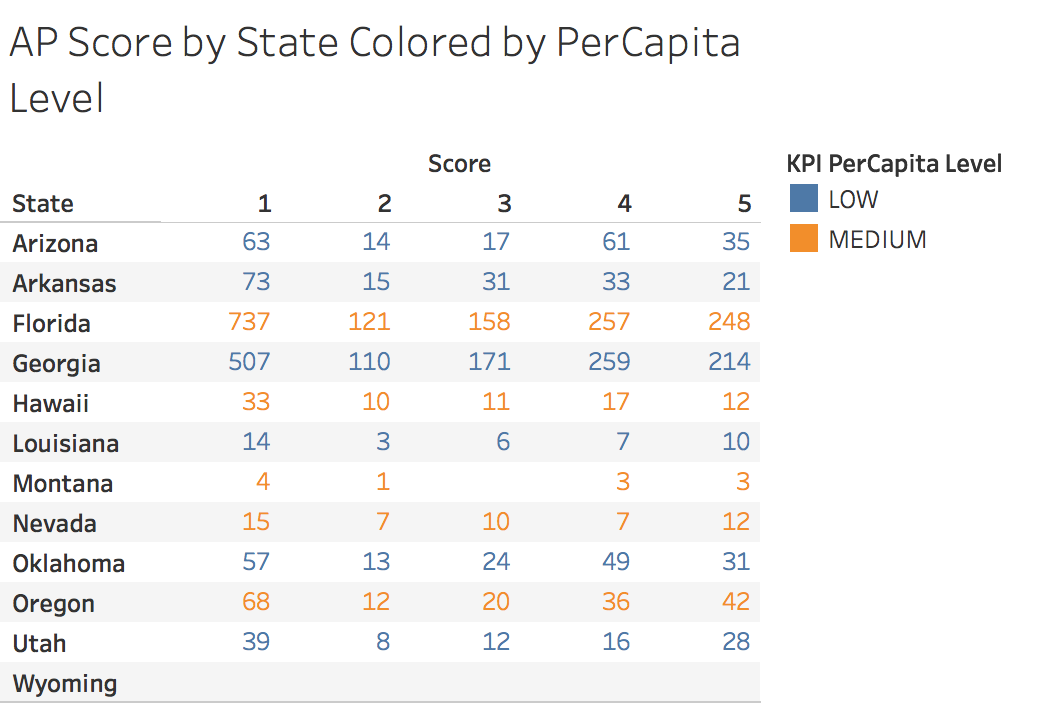 AP Score by State Colored by PerCapita
Level
Score
KPI PerCapita Level
State 1 2 3 4 5
LOW
MEDIUM
Arizona 63 14 17 61 35
Arkansas 73 15 31 33 21
Florida 737 121 158 257 248
Georgia 507 110 171 259 214
Hawaii 33 10 11 17 12
Louisiana 14 3 6 7 10
Montana 4 1 3 3
Nevada 15 7 10 7 12
Oklahoma 57 13 24 49 31
Oregon 68 12 20 36 42
Utah 39 8 12 16 28
Wyoming